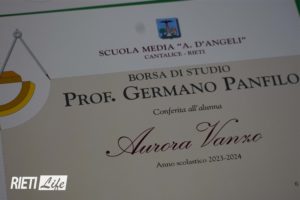 SCUOLA MEDIA "A. D'ANGELI"
CANTALICE - RIETI
BORSA DI STUDIO
PROF. GERMANO PANFILO
Conferita all'alunna
Aurora Vanzo
Anno scolastico 2023-2024
RIETI Life